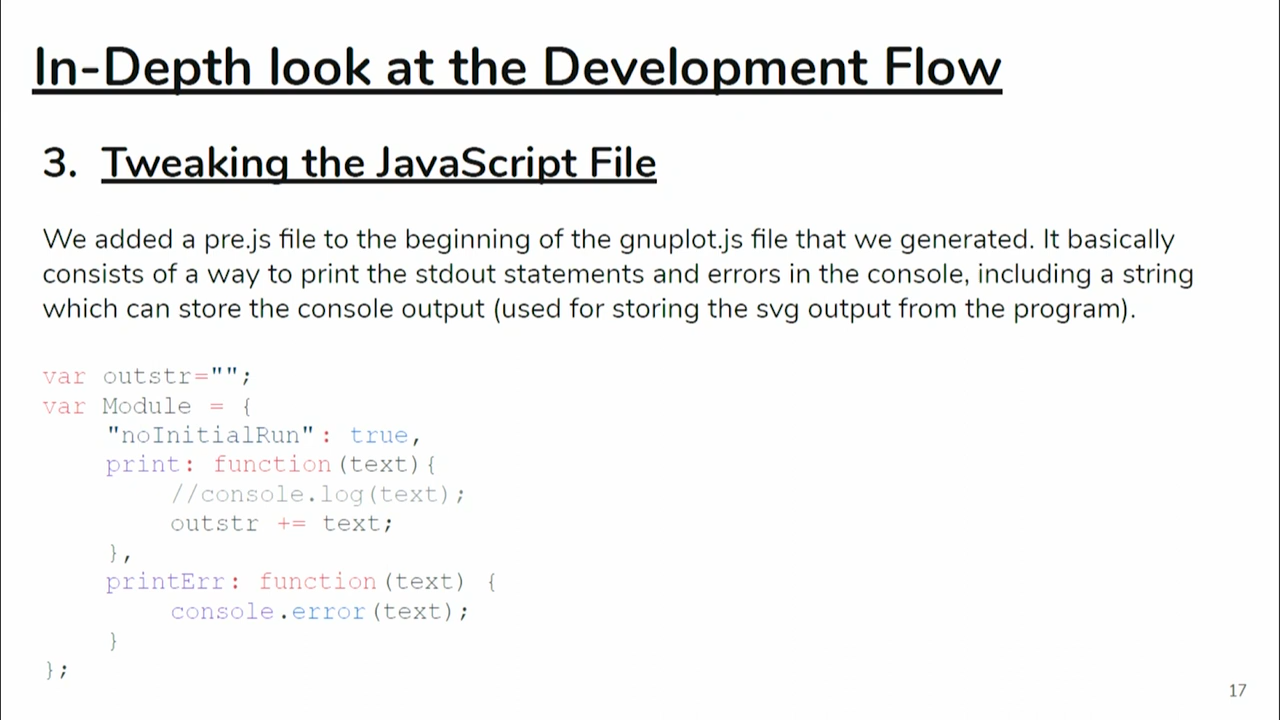 In-Depth look at the Development Flow
3. Tweaking the JavaScript File
We added a pre.js file to the beginning of the gnuplot.js file that we generated. It basically
consists of a way to print the stdout statements and errors in the console, including a string
which can store the console output (used for storing the svg output from the program).
var outstr="";
var Module = {
    "noInitialRun": true,
    print: function(text){
        //console.log(text);
        outstr += text;
    },
    printErr: function(text) {
        console.error(text);
    }
};
17